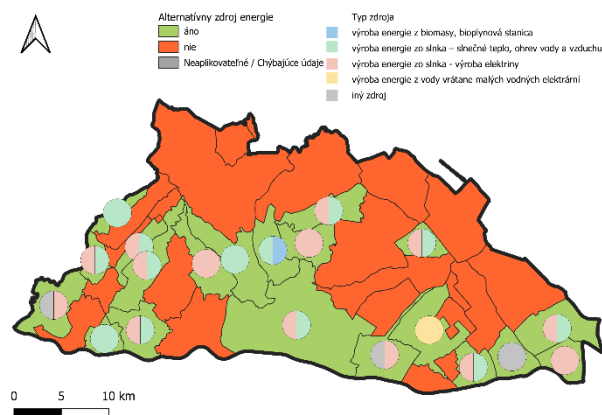 Alternatívny zdroj energie
áno
nie
Neaplikovateľné / Chýbajúce údaje
Typ zdroja
výroba energie z biomasy, bioplynová stanica
výroba energie zo slnka – slnečné teplo, ohrev vody a vzduchu
výroba energie zo slnka - výroba elektriny
výroba energie z vody vrátane malých vodných elektrární
iný zdroj
0 5 10 km